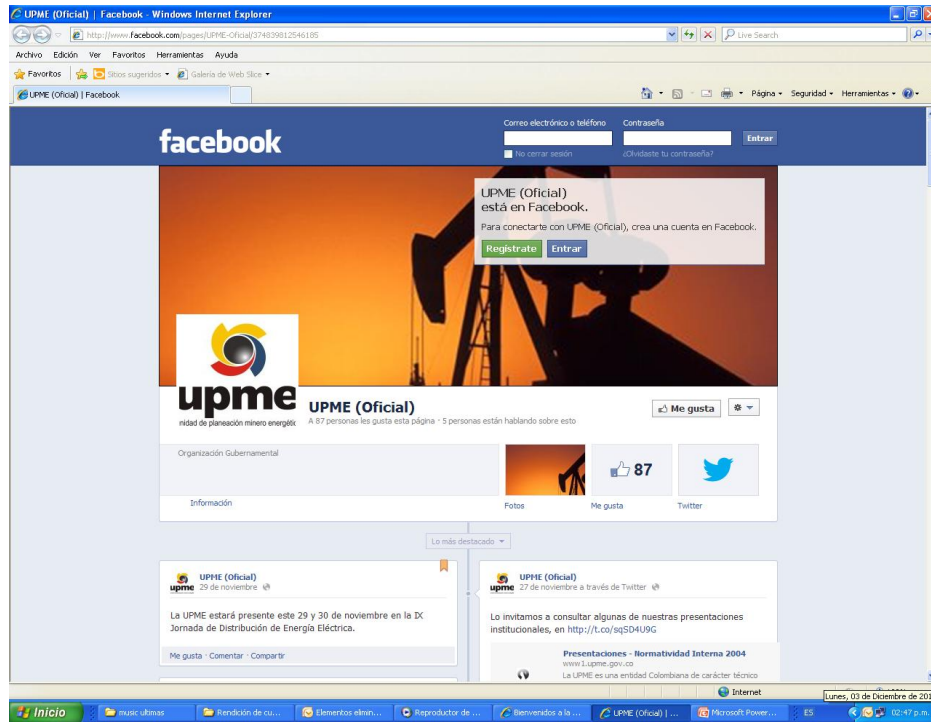 UPME (Oficial) | Facebook - Windows Internet Explorer
http://www.facebook.com/pages/UPME-Oficial/374839812546185
Live Search
Archivo Edición Ver Favoritos Herramientas Ayuda
Favoritos Sitios sugeridos Galería de Web Slice
UPME (Oficial) | Facebook
Página Seguridad Herramientas
Correo electrónico o teléfono Contraseña
facebook
Entrar
No cerrar sesión ¿Olvidaste tu contraseña?
UPME (Oficial)
está en Facebook.
Para conectarte con UPME (Oficial), crea una cuenta en Facebook.
Regístrate Entrar
upme
nidad de planeación minero energétic
UPME (Oficial)
A 87 personas les gusta esta página · 5 personas están hablando sobre esto
Me gusta
Organización Gubernamental
87
Información
Fotos Me gusta Twitter
Lo más destacado
upme
UPME (Oficial)
29 de noviembre
La UPME estará presente este 29 y 30 de noviembre en la IX
Jornada de Distribución de Energía Eléctrica.
Me gusta · Comentar · Compartir
upme
UPME (Oficial)
27 de noviembre a través de Twitter
Lo invitamos a consultar algunas de nuestras presentaciones
institucionales, en http://t.co/sqSD4U9G
Presentaciones - Normatividad Interna 2004
www1.upme.gov.co
La UPME es una entidad Colombiana de carácter técnico
Internet
Lunes, 03 de Diciembre de 201
Inicio
music ultimas
Rendición de cu...
Elementos elimin...
Reproductor de ...
Bienvenidos a la ...
UPME (Oficial) | ...
Microsoft Power...
ES
02:47 p.m.